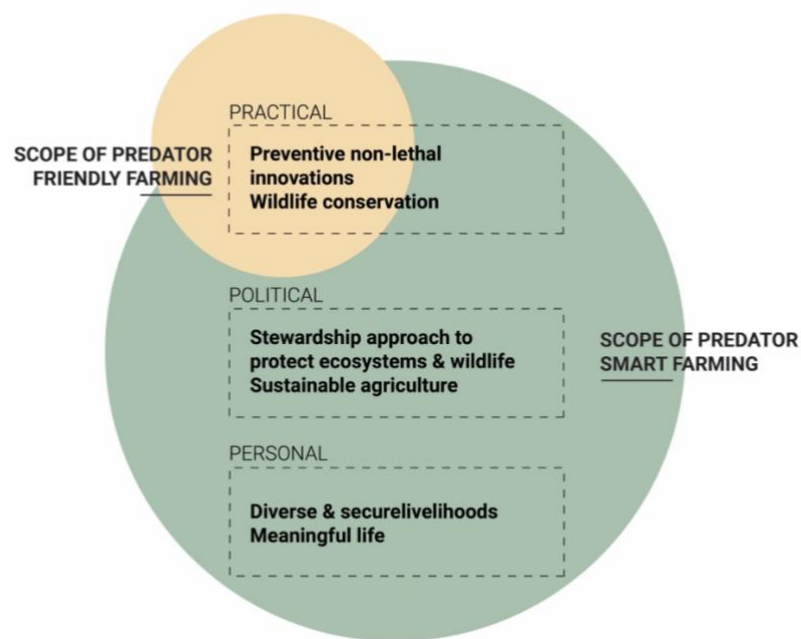 PRACTICAL
SCOPE OF PREDATOR
FRIENDLY FARMING
Preventive non-lethal
innovations
Wildlife conservation
POLITICAL
Stewardship approach to
protect ecosystems & wildlife
Sustainable agriculture
SCOPE OF PREDATOR
SMART FARMING
PERSONAL
Diverse & securelivelihoods
Meaningful life